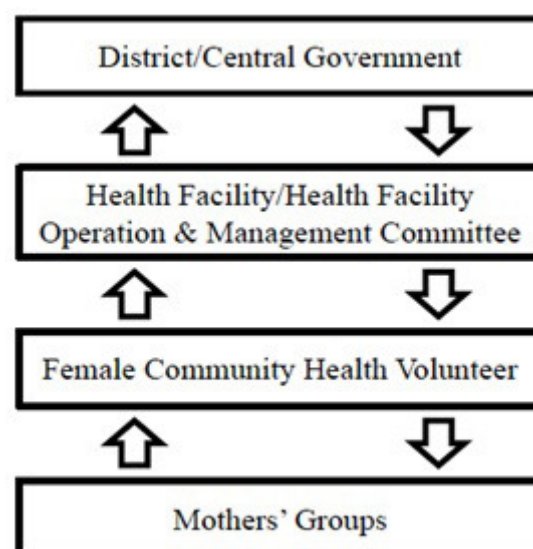 District/Central Government
Health Facility/Health Facility
Operation & Management Committee
Female Community Health Volunteer
Mothers’ Groups